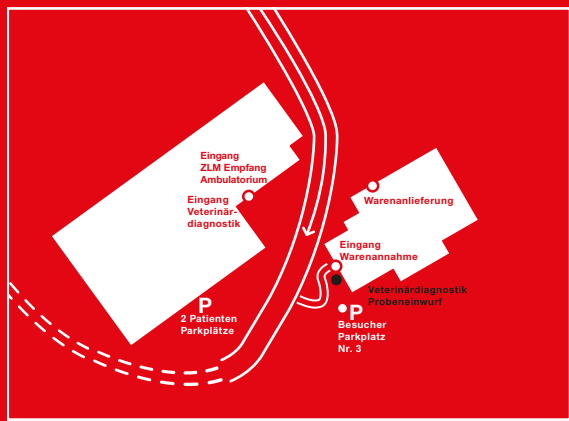 Eingang
ZLM Empfang
Ambulatorium
Eingang
Veterinär-
diagnostik
Warenanlieferung
Eingang
Warenannahme
Veterinärdiagnostik
Probeneinwurf
P
2 Patienten
Parkplätze
P
Besucher
Parkplatz
Nr. 3